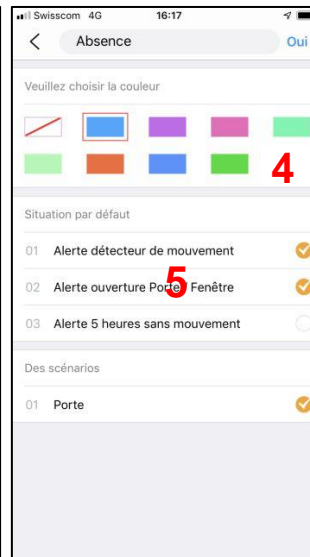 Swisscom 4G 16:17
Absence Oui
Veuillez choisir la couleur
4
Situation par défaut
01 Alerte détecteur de mouvement
02 Alerte ouverture Porte / Fenêtre
5
03 Alerte 5 heures sans mouvement
Des scénarios
01 Porte